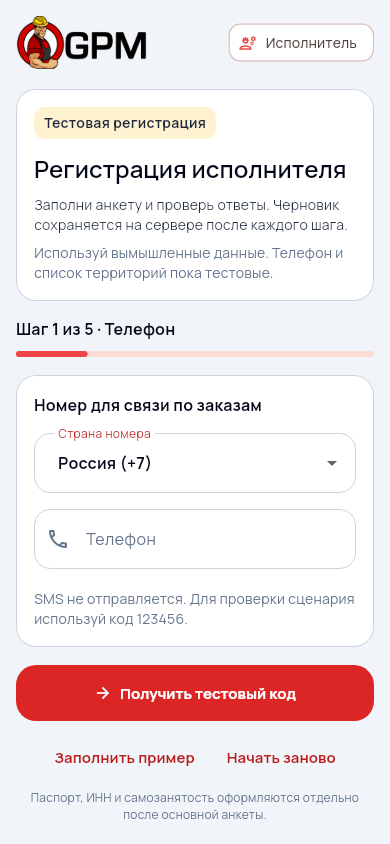 GPM
Исполнитель
Тестовая регистрация
Регистрация исполнителя
Заполни анкету и проверь ответы. Черновик
сохраняется на сервере после каждого шага.
Используй вымышленные данные. Телефон и
список территорий пока тестовые.
Шаг 1 из 5 · Телефон
Номер для связи по заказам
Страна номера
Россия (+7)
Телефон
SMS не отправляется. Для проверки сценария
используй код 123456.
Получить тестовый код
Заполнить пример
Начать заново
Паспорт, ИНН и самозанятость оформляются отдельно
после основной анкеты.